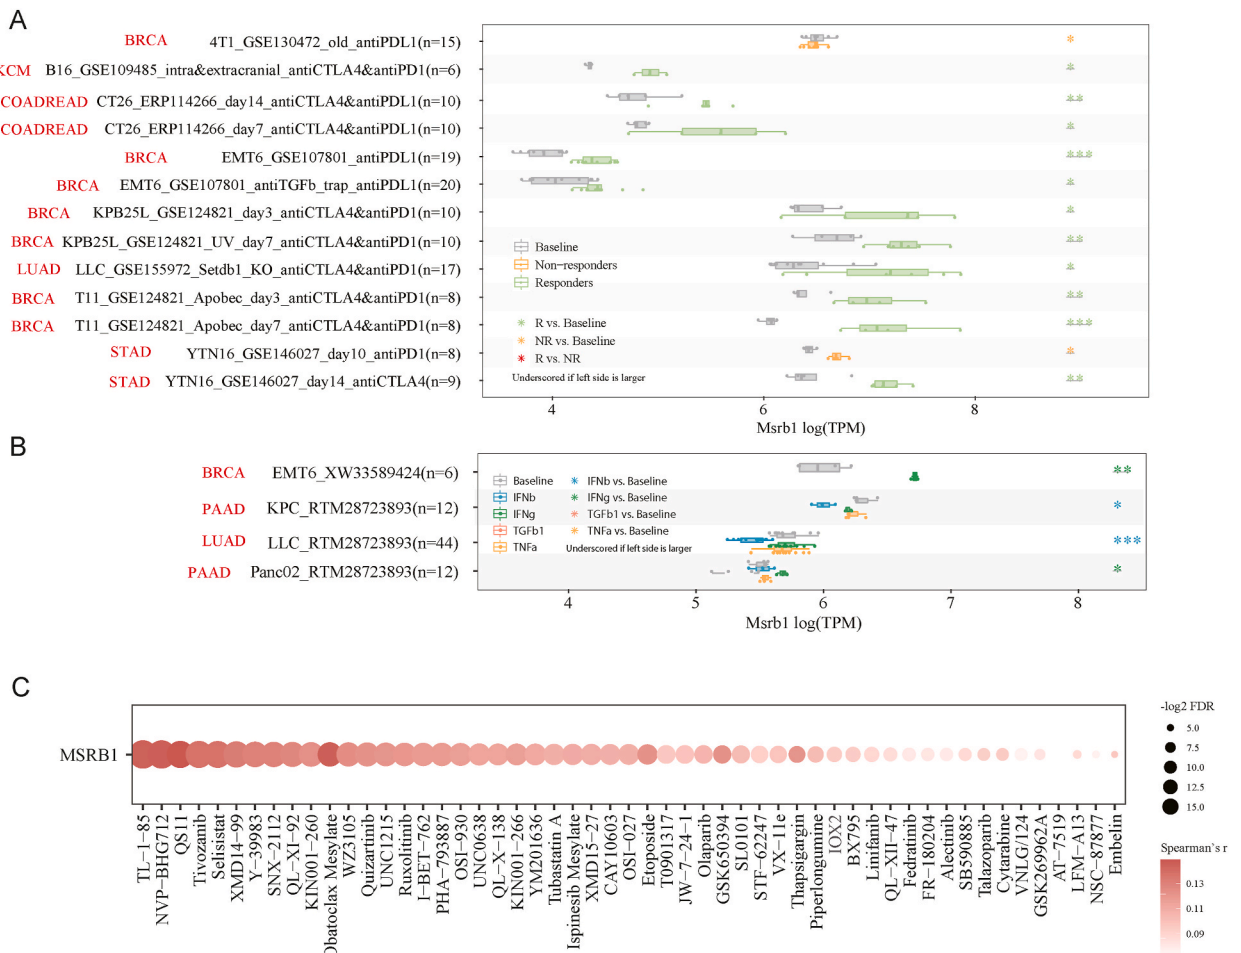 A
BRCA 4T1_GSE130472_old_antiPDL1(n=15) *
KCM B16_GSE109485_intra&extracranial_antiCTLA4&antiPD1(n=6) *
COADREAD CT26_ERP114266_day14_antiCTLA4&antiPDL1(n=10) **
COADREAD CT26_ERP114266_day7_antiCTLA4&antiPDL1(n=10) *
BRCA EMT6_GSE107801_antiPDL1(n=19) ***
BRCA EMT6_GSE107801_antiTGFb_trap_antiPDL1(n=20) *
BRCA KPB25L_GSE124821_day3_antiCTLA4&antiPD1(n=10) *
BRCA KPB25L_GSE124821_UV_day7_antiCTLA4&antiPD1(n=10) **
LUAD LLC_GSE155972_Setdb1_KO_antiCTLA4&antiPD1(n=17) *
BRCA T11_GSE124821_Apobec_day3_antiCTLA4&antiPD1(n=8) **
BRCA T11_GSE124821_Apobec_day7_antiCTLA4&antiPD1(n=8) ***
STAD YTN16_GSE146027_day10_antiPD1(n=8) *
STAD YTN16_GSE146027_day14_antiCTLA4(n=9) **
Baseline
Non−responders
Responders
* R vs. Baseline
* NR vs. Baseline
* R vs. NR
Underscored if left side is larger
4 6 8
Msrb1 log(TPM)
B
BRCA EMT6_XW33589424(n=6) **
PAAD KPC_RTM28723893(n=12) *
LUAD LLC_RTM28723893(n=44) ***
PAAD Panc02_RTM28723893(n=12) *
Baseline * IFNb vs. Baseline
IFNb * IFNg vs. Baseline
IFNg * TGFb1 vs. Baseline
TGFb1 * TNFa vs. Baseline
TNFa Underscored if left side is larger
4 5 6 7 8
Msrb1 log(TPM)
C
MSRB1
TL−1−85
NVP−BHG712
QS11
Tivozamib
Selisistat
XMD14−99
Y−39983
SNX−2112
QL−XI−92
KIN001−260
Obatoclax Mesylate
WZ3105
Quizartinib
UNC1215
Ruxolitinib
I−BET−762
PHA−793887
OSI−930
UNC0638
QL−X−138
KIN001−266
YM201636
Tubastatin A
Ispinesib Mesylate
XMD15−27
CAY10603
OSI−027
Etoposide
T0901317
JW−7−24−1
Olaparib
GSK650394
SL0101
STF−62247
VX−11e
Thapsigargin
Piperlongumine
IOX2
BX795
Linifamib
QL−XII−47
Fedratinib
FR−180204
Alectinib
SB590885
Talazoparib
Cytarabine
VNLG/124
GSK2699962A
AT−7519
LFM−A13
NSC−87877
Embelin
-log2 FDR
5.0
7.5
10.0
12.5
15.0
Spearman's r
0.13
0.11
0.09